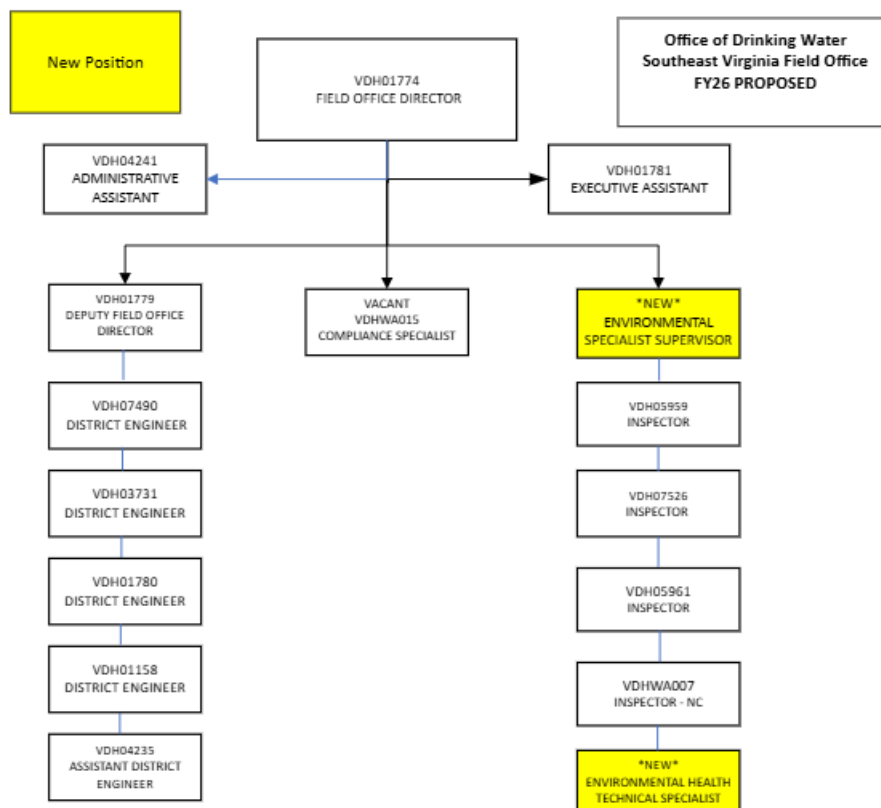 New Position
Office of Drinking Water
Southeast Virginia Field Office
FY26 PROPOSED
VDH01774
FIELD OFFICE DIRECTOR
VDH04241
ADMINISTRATIVE
ASSISTANT
VDH01781
EXECUTIVE ASSISTANT
VDH01779
DEPUTY FIELD OFFICE
DIRECTOR
VACANT
VDHWA015
COMPLIANCE SPECIALIST
*NEW*
ENVIRONMENTAL
SPECIALIST SUPERVISOR
VDH07490
DISTRICT ENGINEER
VDH05959
INSPECTOR
VDH03731
DISTRICT ENGINEER
VDH07526
INSPECTOR
VDH01780
DISTRICT ENGINEER
VDH05961
INSPECTOR
VDH01158
DISTRICT ENGINEER
VDHWA007
INSPECTOR - NC
VDH04235
ASSISTANT DISTRICT
ENGINEER
*NEW*
ENVIRONMENTAL HEALTH
TECHNICAL SPECIALIST